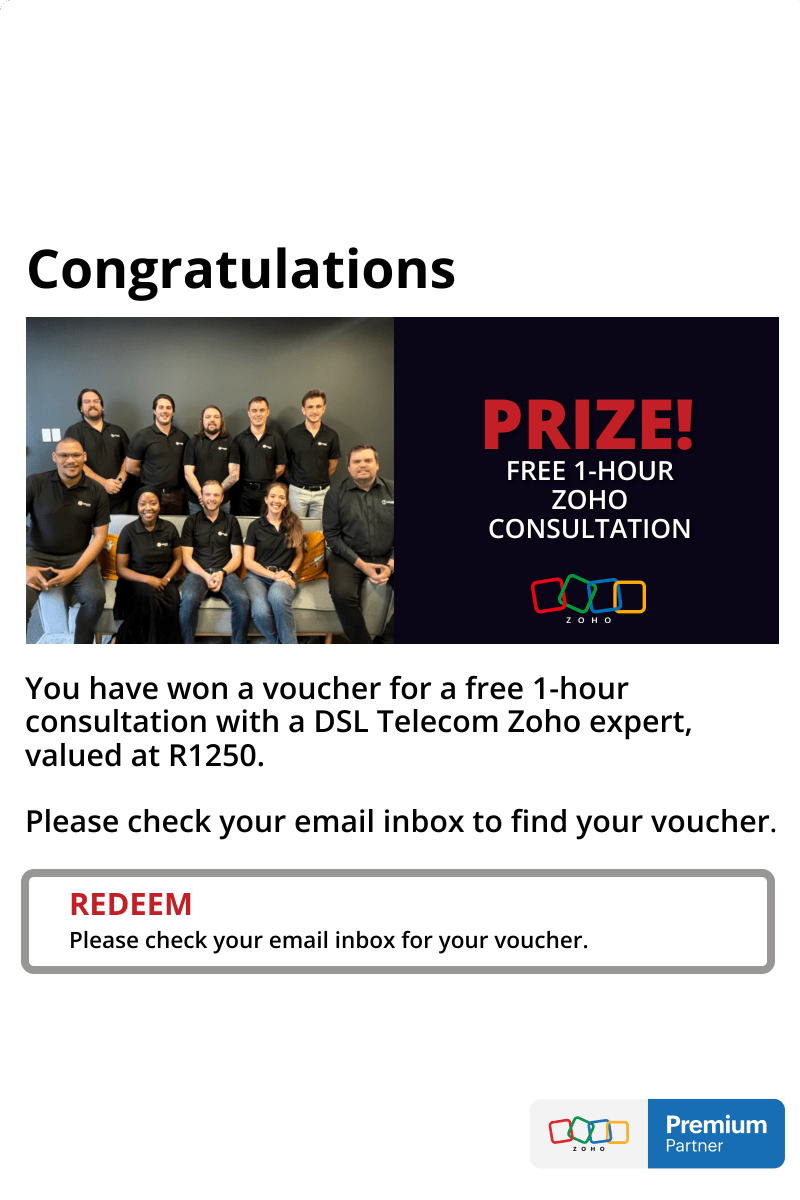 Congratulations
PRIZE!
FREE 1-HOUR
ZOHO
CONSULTATION
ZOHO
You have won a voucher for a free 1-hour
consultation with a DSL Telecom Zoho expert,
valued at R1250.
Please check your email inbox to find your voucher.
REDEEM
Please check your email inbox for your voucher.
ZOHO
Premium
Partner